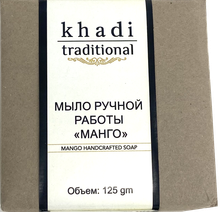 khadi
traditional
МЫЛО РУЧНОЙ
РАБОТЫ
«МАНГО»
MANGO HANDCRAFTED SOAP
Объем: 125 gm